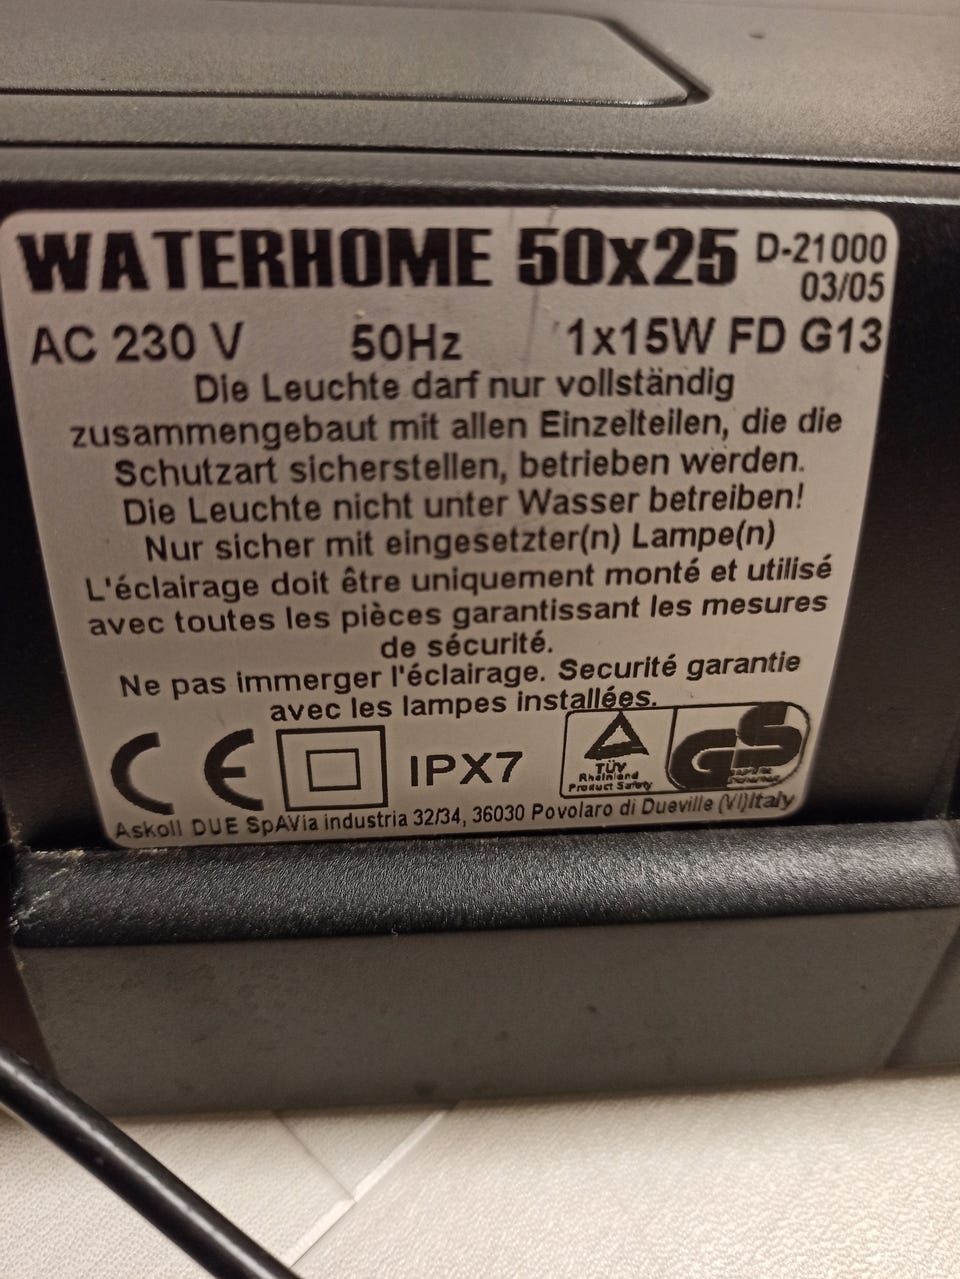 WATERHOME 50x25 D-21000
03/05
AC 230 V 50Hz 1x15W FD G13
Die Leuchte darf nur vollständig
zusammengebaut mit allen Einzelteilen, die die
Schutzart sicherstellen, betrieben werden.
Die Leuchte nicht unter Wasser betreiben!
Nur sicher mit eingesetzter(n) Lampe(n)
L'éclairage doit être uniquement monté et utilisé
avec toutes les pièces garantissant les mesures
de sécurité.
Ne pas immerger l'éclairage. Securité garantie
avec les lampes installées.
CE IPX7
TÜV
Rheinland
Product Safety
GS
Askoll DUE SpAVia industria 32/34, 36030 Povolaro di Dueville (VI)Italy